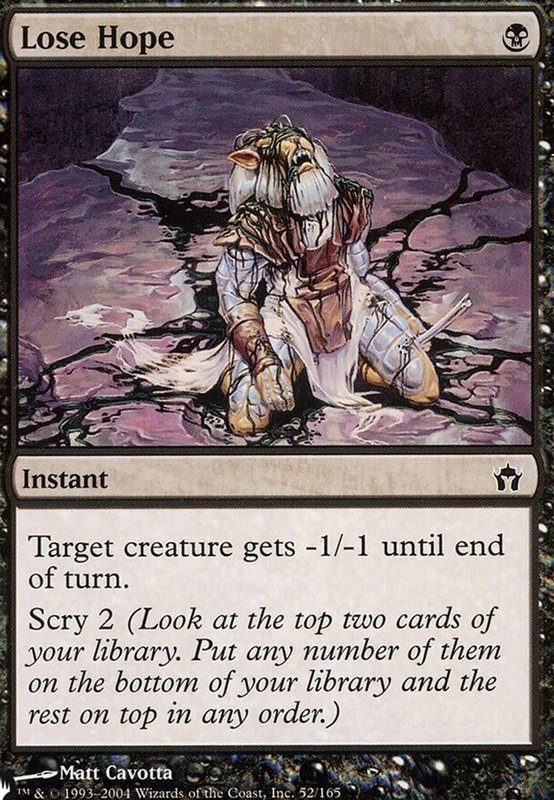 Lose Hope
Instant
Target creature gets -1/-1 until end
of turn.
Scry 2 (Look at the top two cards of
your library. Put any number of them
on the bottom of your library and the
rest on top in any order.)
Matt Cavotta
™ & © 1993–2004 Wizards of the Coast, Inc. 52/165